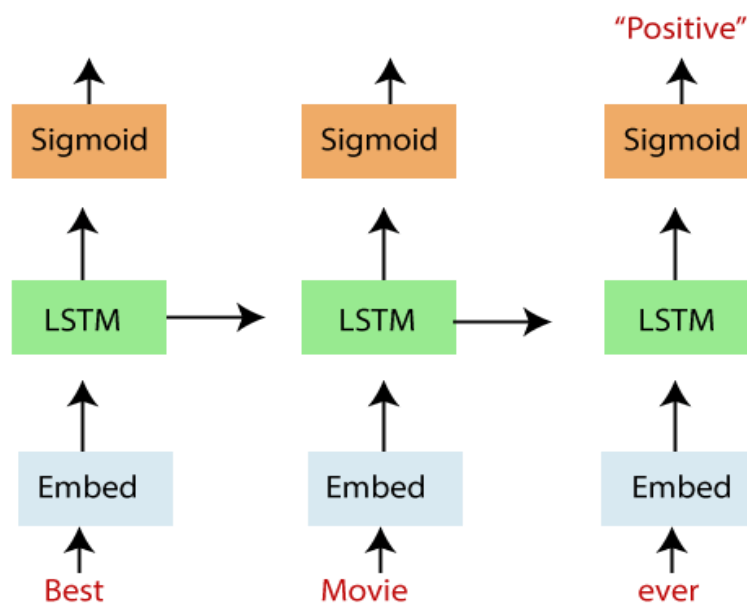 “Positive”
Sigmoid Sigmoid Sigmoid
LSTM LSTM LSTM
Embed Embed Embed
Best Movie ever